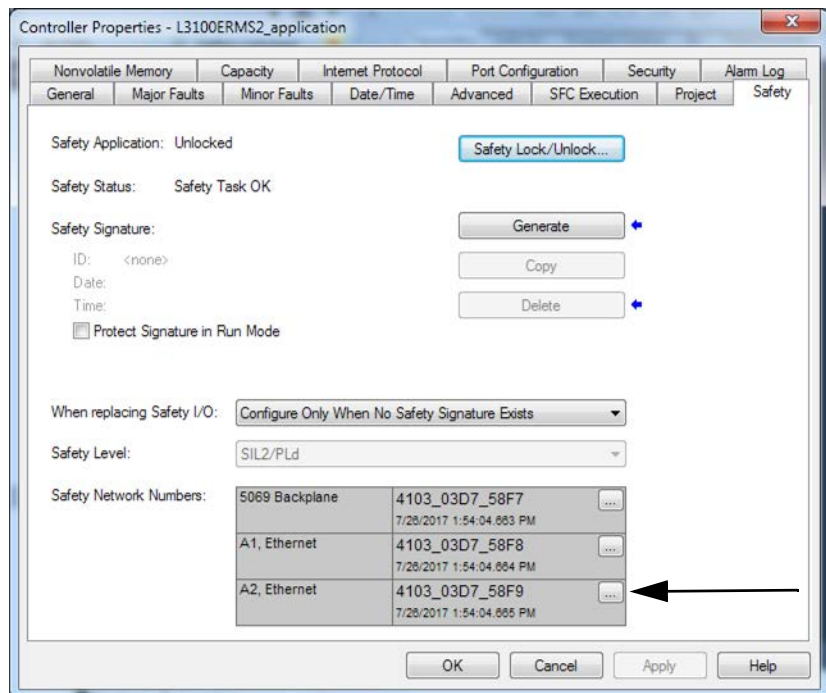 Controller Properties - L3100ERMS2_application
Nonvolatile Memory Capacity Internet Protocol Port Configuration Security Alarm Log
General Major Faults Minor Faults Date/Time Advanced SFC Execution Project Safety
Safety Application: Unlocked Safety Lock/Unlock...
Safety Status: Safety Task OK
Safety Signature: Generate
ID: <none> Copy
Date:
Time: Delete
Protect Signature in Run Mode
When replacing Safety I/O: Configure Only When No Safety Signature Exists
Safety Level: SIL2/PLd
Safety Network Numbers: 5069 Backplane 4103_03D7_58F7 ...
7/26/2017 1:54:04.663 PM
A1, Ethernet 4103_03D7_58F8 ...
7/26/2017 1:54:04.664 PM
A2, Ethernet 4103_03D7_58F9 ...
7/26/2017 1:54:04.665 PM
OK Cancel Apply Help